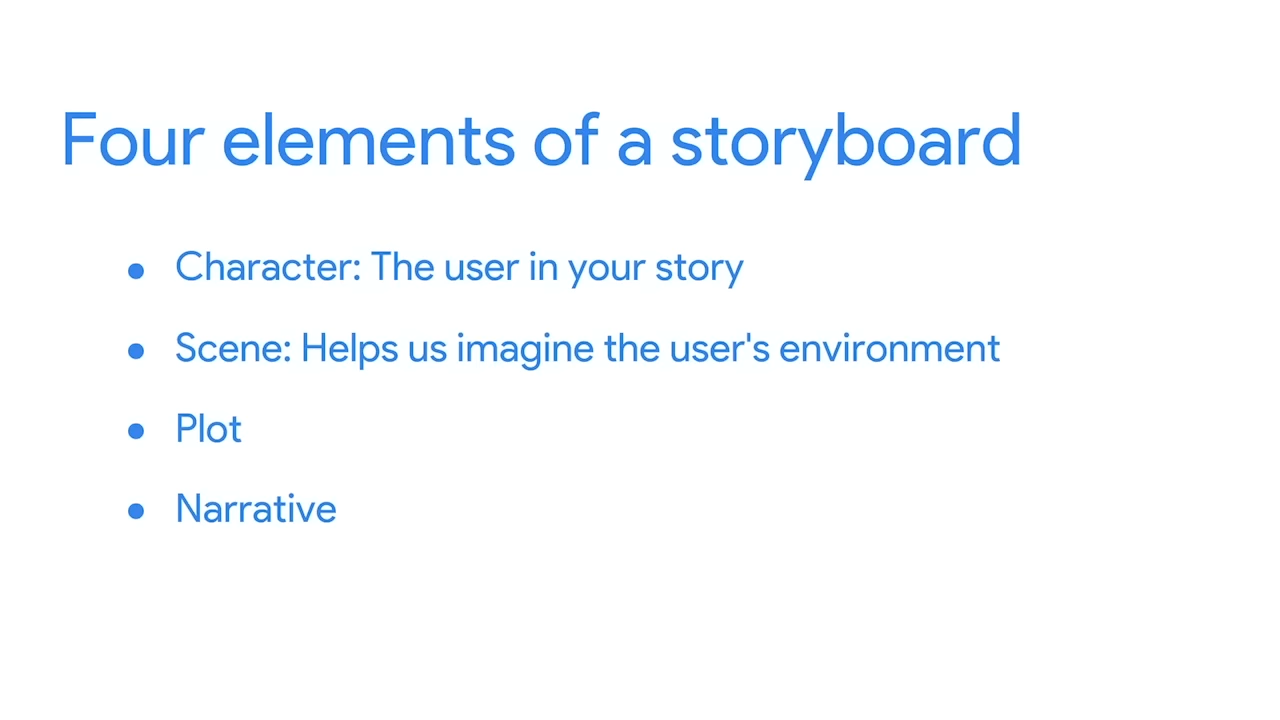 Four elements of a storyboard
● Character: The user in your story
● Scene: Helps us imagine the user's environment
● Plot
● Narrative